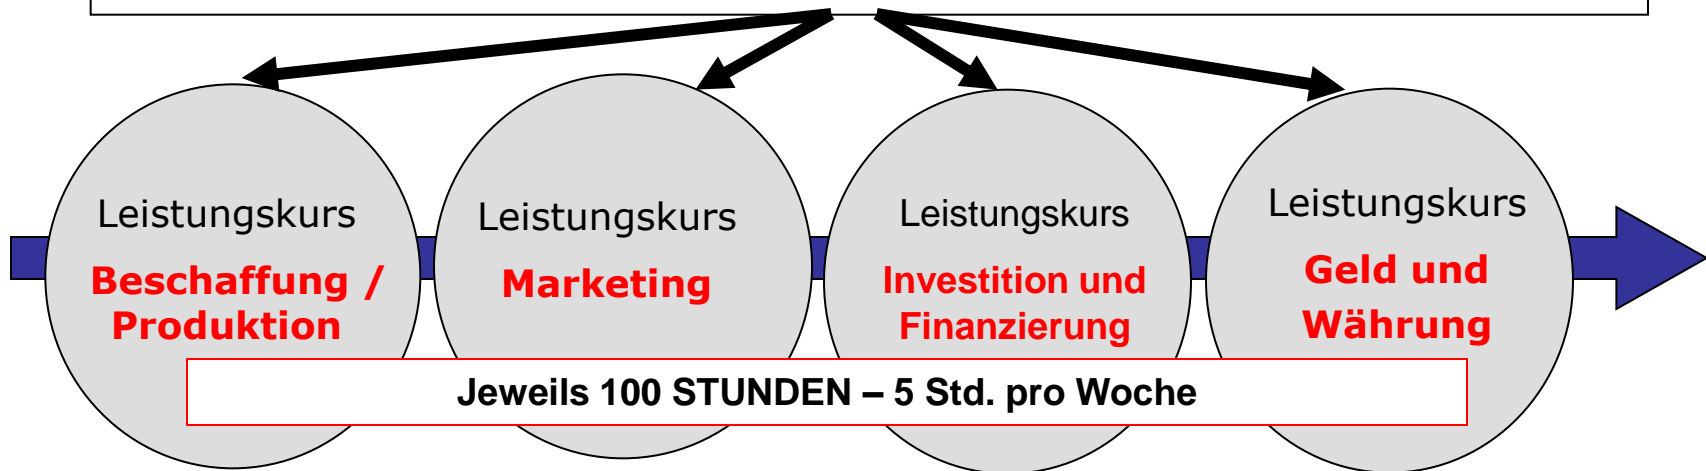 Leistungskurs
Beschaffung /
Produktion
Leistungskurs
Marketing
Leistungskurs
Investition und
Finanzierung
Leistungskurs
Geld und
Währung
Jeweils 100 STUNDEN – 5 Std. pro Woche